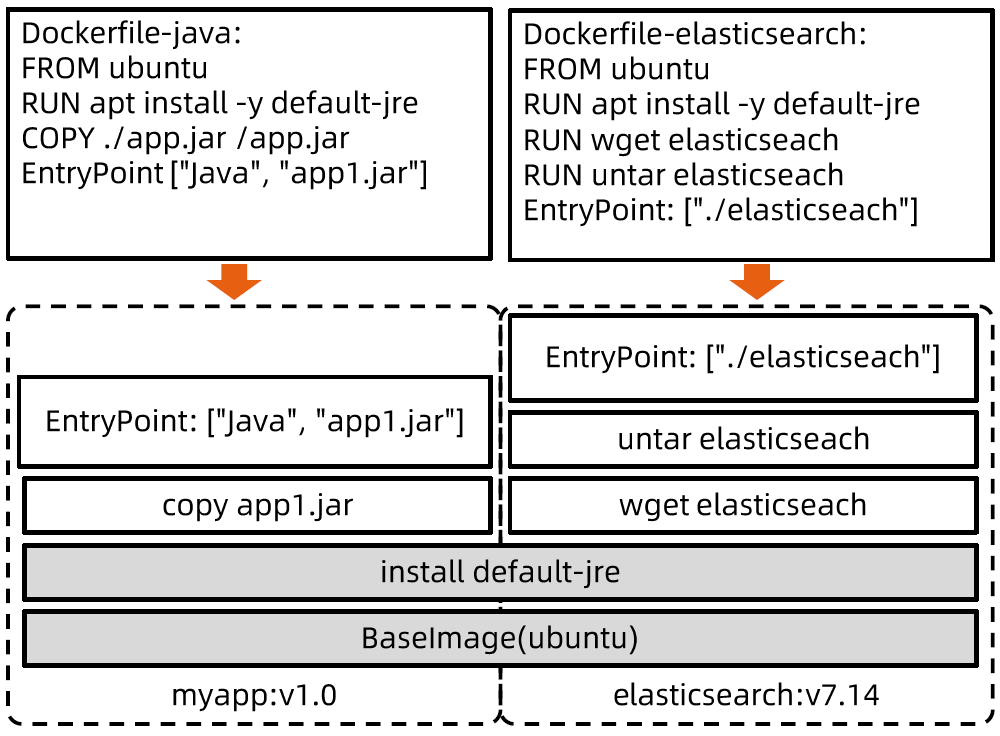 Dockerfile-java:
FROM ubuntu
RUN apt install -y default-jre
COPY ./app.jar /app.jar
EntryPoint ["Java", "app1.jar"]
Dockerfile-elasticsearch:
FROM ubuntu
RUN apt install -y default-jre
RUN wget elasticseach
RUN untar elasticseach
EntryPoint: ["./elasticseach"]
EntryPoint: ["Java", "app1.jar"]
copy app1.jar
EntryPoint: ["./elasticseach"]
untar elasticseach
wget elasticseach
install default-jre
BaseImage(ubuntu)
myapp:v1.0
elasticsearch:v7.14